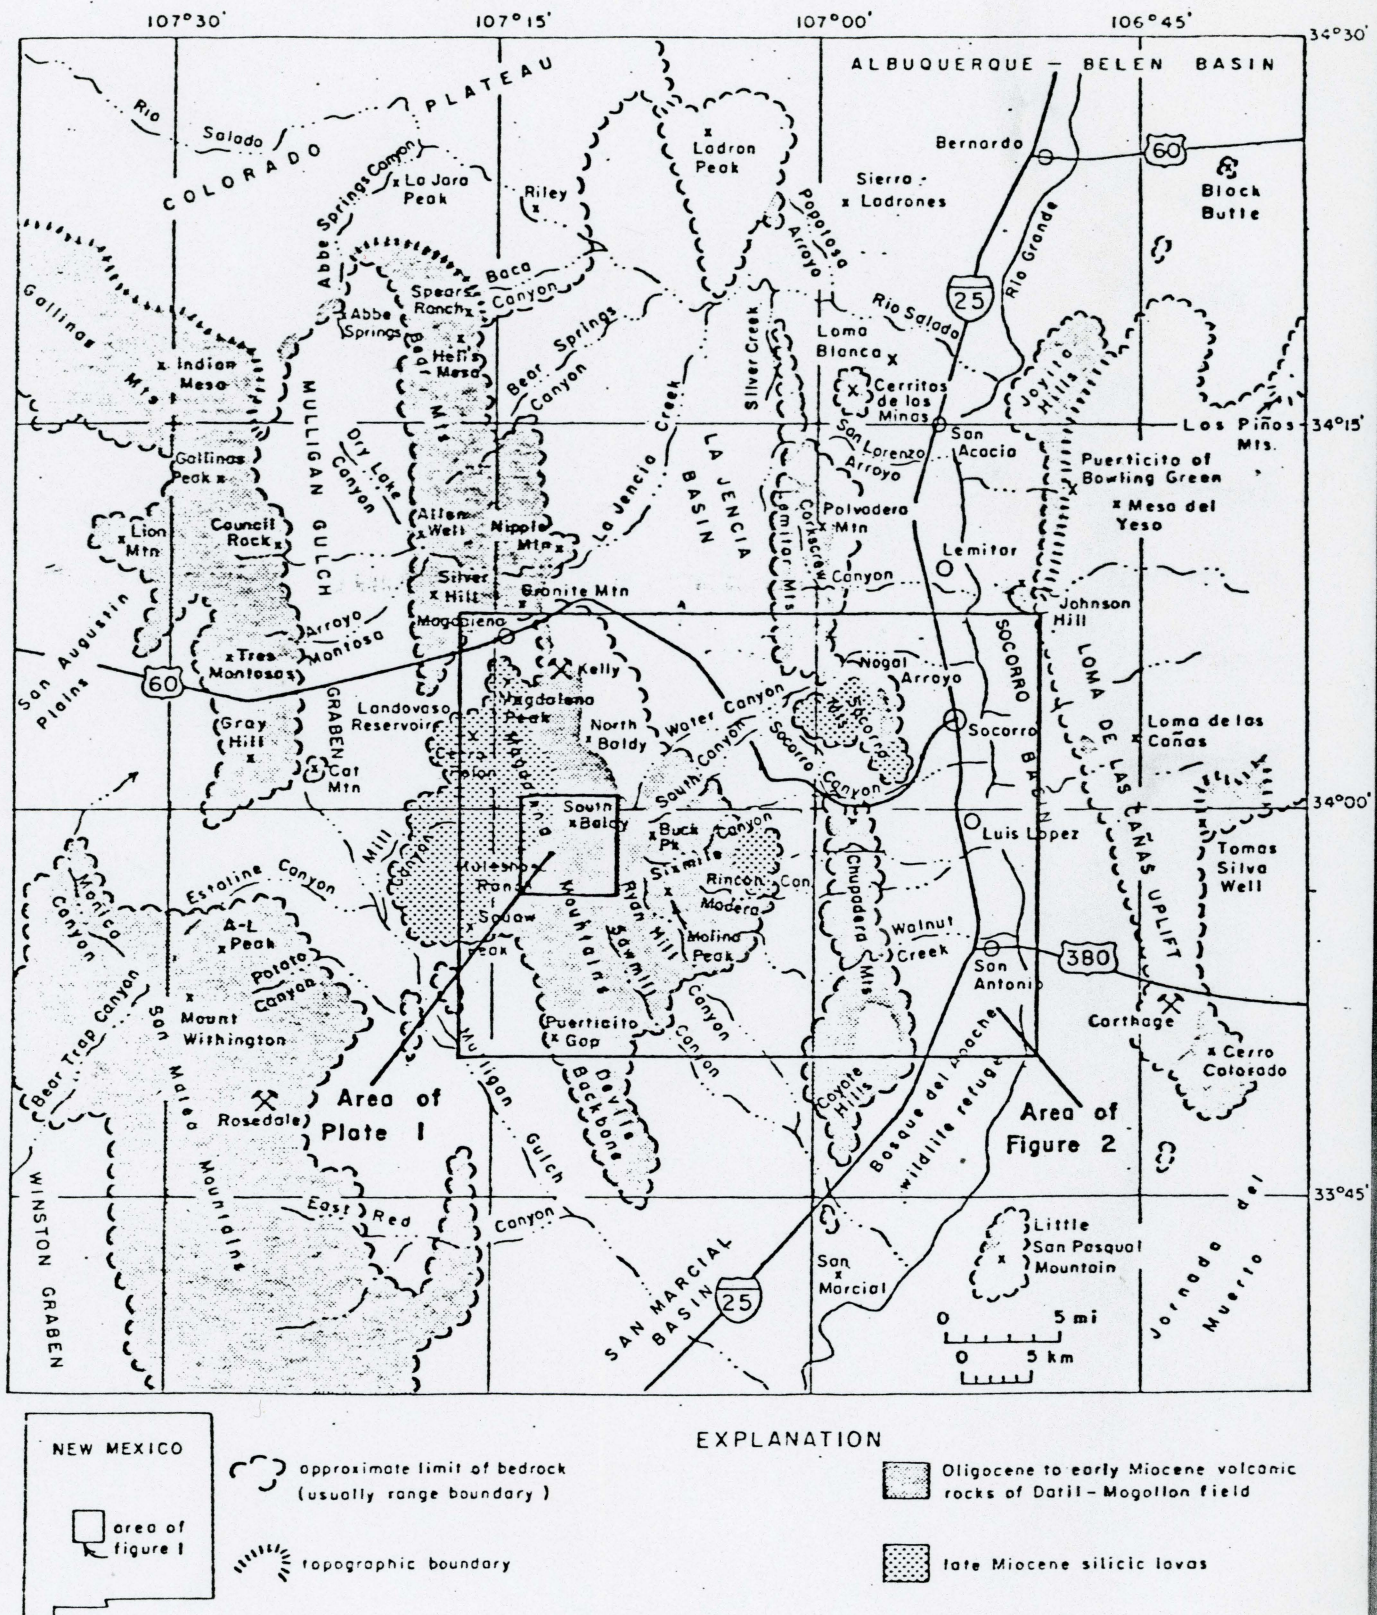 107°30'
107°15'
107°00'
106°45'
34°30'
ALBUQUERQUE – BELEN BASIN
COLORADO PLATEAU
Rio Salado
Ladron
Peak
Bernardo
60
Black
Butte
Abbe Springs Canyon
La Jara
Peak
Riley
Sierra
Ladrones
Popotosa
Arroyo
Rio Grande
25
Gallinas Mts
Baca
Canyon
Spears
Ranch
Abbe
Springs
Bear Mts
Hell's
Mesa
Bear Springs
Canyon
Silver Creek
Rio Salado
Loma
Blanca
Indian
Mesa
Cerritos
de las
Minas
Joyita
Hills
Los Piños
Mts.
34°15'
MULLIGAN GULCH
Dry Lake
Canyon
La Jencia Creek
LA JENCIA
BASIN
San Lorenzo
Arroyo
San
Acacia
Gallinas
Peak
Puerticito of
Bowling Green
Mesa del
Yeso
Lion
Mtn
Council
Rock
Allen
Well
Nipple
Mtn
Lemitar Mts
Corkscrew
Canyon
Polvadera
Mtn
Lemitar
Silver
Hill
Granite Mtn
Johnson
Hill
San Augustin
Plains
Arroyo
Montosa
Magdalena
Tres
Montosas
60
Kelly
Nogal
Arroyo
SOCORRO
BASIN
LOMA DE LAS CAÑAS UPLIFT
GRABEN
Landavaso
Reservoir
Magdalena
Peak
North
Baldy
Water Canyon
South Canyon
Socorro
Mts
Socorro
Canyon
Socorro
Loma de las
Cañas
Gray
Hill
Cat
Mtn
Magdalena
Mountains
South
Baldy
34°00'
Buck
Pk
Canyon
Luis Lopez
Tomas
Silva
Well
Mill
Canyon
Sixmile
Rincon
Can.
Madera
Ryan Hill
Sawmill
Canyon
Canyon
Chupadera
Mts
Walnut
Creek
Estaline Canyon
Monica
Canyon
A-L
Peak
Squaw
Peak
Molino
Peak
380
San
Antonio
Potato
Canyon
Bear Trap Canyon
Mount
Withington
San Mateo
Mountains
Carthage
Cerro
Colorado
Puerticito
Gap
Mulligan
Gulch
Devils
Backbone
Coyote
Hills
Bosque del Apache
wildlife refuge
Rosedale
Area of
Plate 1
Area of
Figure 2
WINSTON GRABEN
East Red
Canyon
33°45'
Little
San Pasqual
Mountain
San
Marcial
SAN MARCIAL
BASIN
25
Jornada del
Muerto
0 5 mi
0 5 km
NEW MEXICO
area of
figure 1
EXPLANATION
approximate limit of bedrock
(usually range boundary)
topographic boundary
Oligocene to early Miocene volcanic
rocks of Datil–Mogollon field
late Miocene silicic lavas